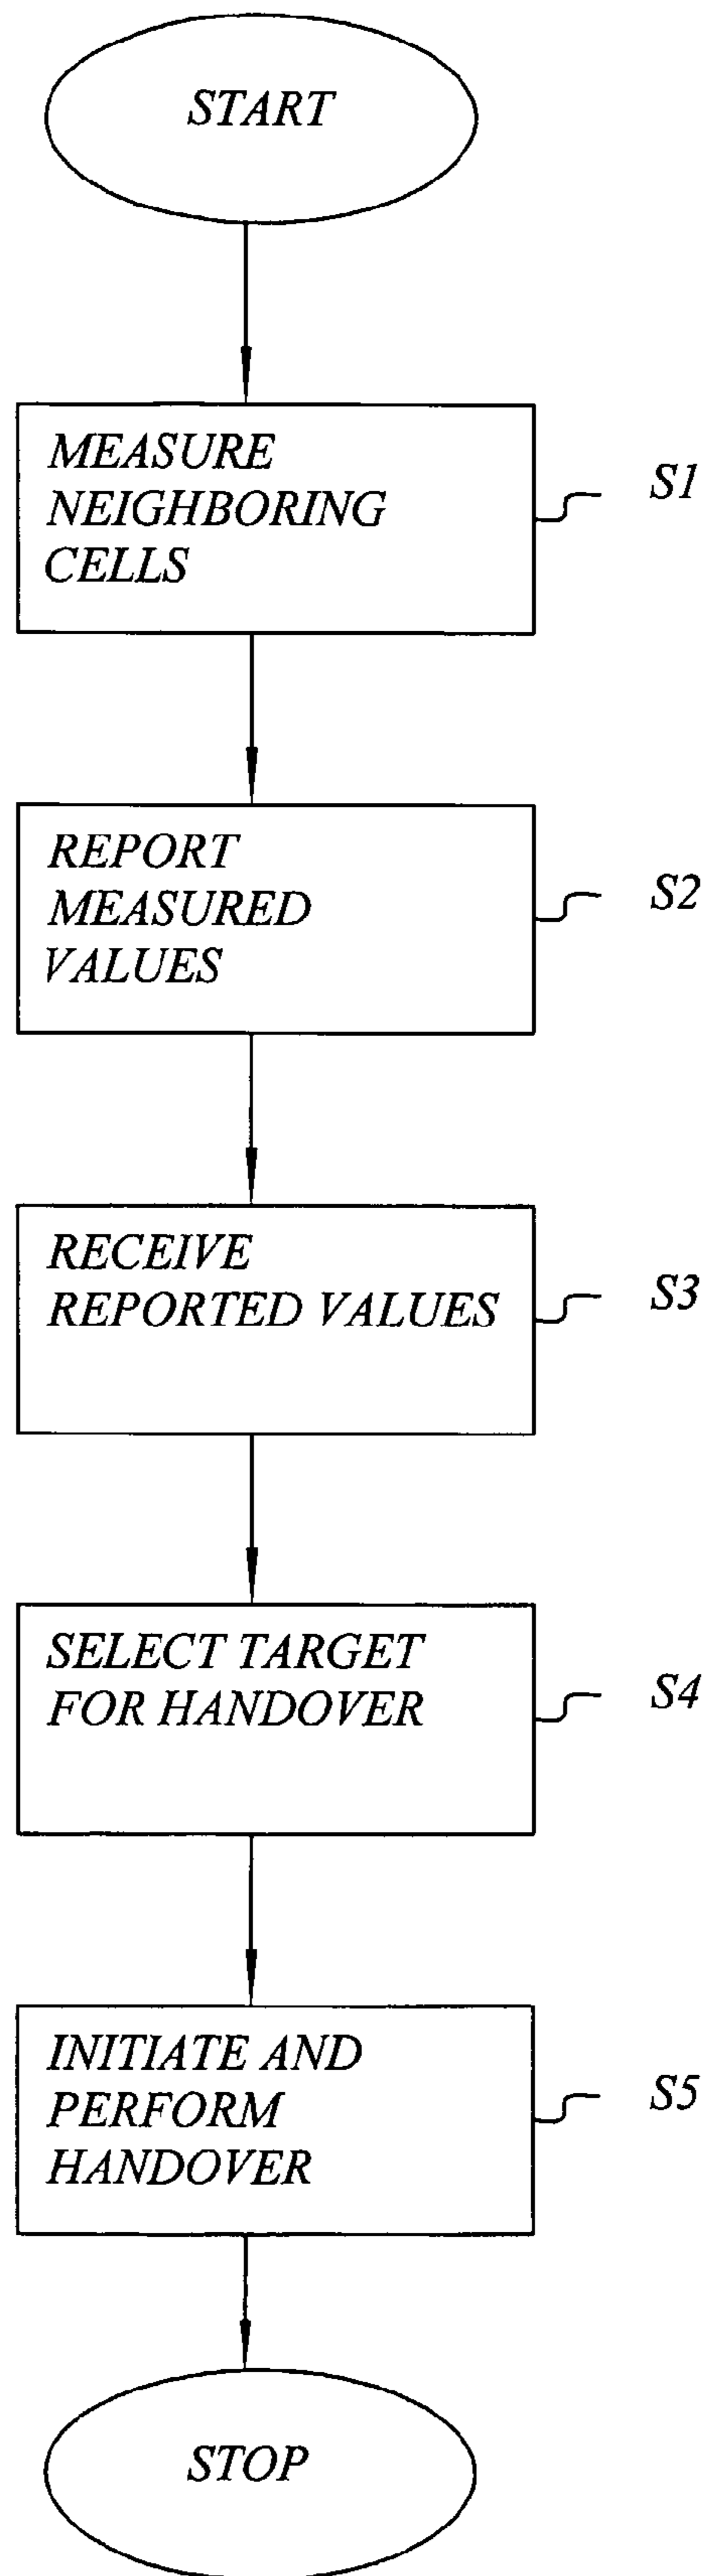 START
MEASURE
NEIGHBORING
CELLS
S1
REPORT
MEASURED
VALUES
S2
RECEIVE
REPORTED VALUES
S3
SELECT TARGET
FOR HANDOVER
S4
INITIATE AND
PERFORM
HANDOVER
S5
STOP